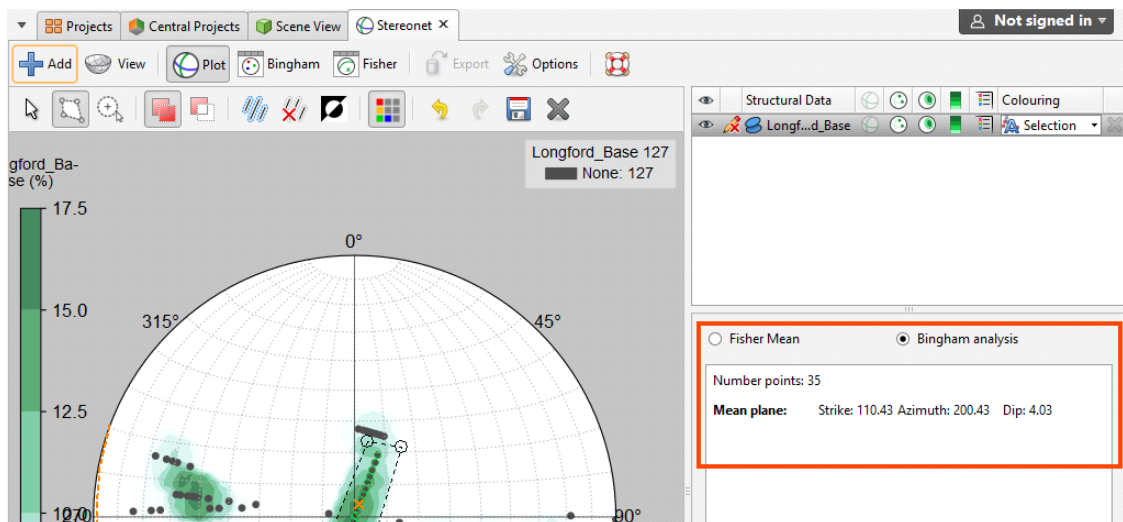 Projects Central Projects Scene View Stereonet × Not signed in
Add View Plot Bingham Fisher Export Options
Structural Data Colouring
Longf...d_Base Selection
Longford_Base 127
None: 127
gford_Ba-
se (%)
17.5
15.0
12.5
0°
315°
45°
270°
90°
Fisher Mean Bingham analysis
Number points: 35
Mean plane: Strike: 110.43 Azimuth: 200.43 Dip: 4.03